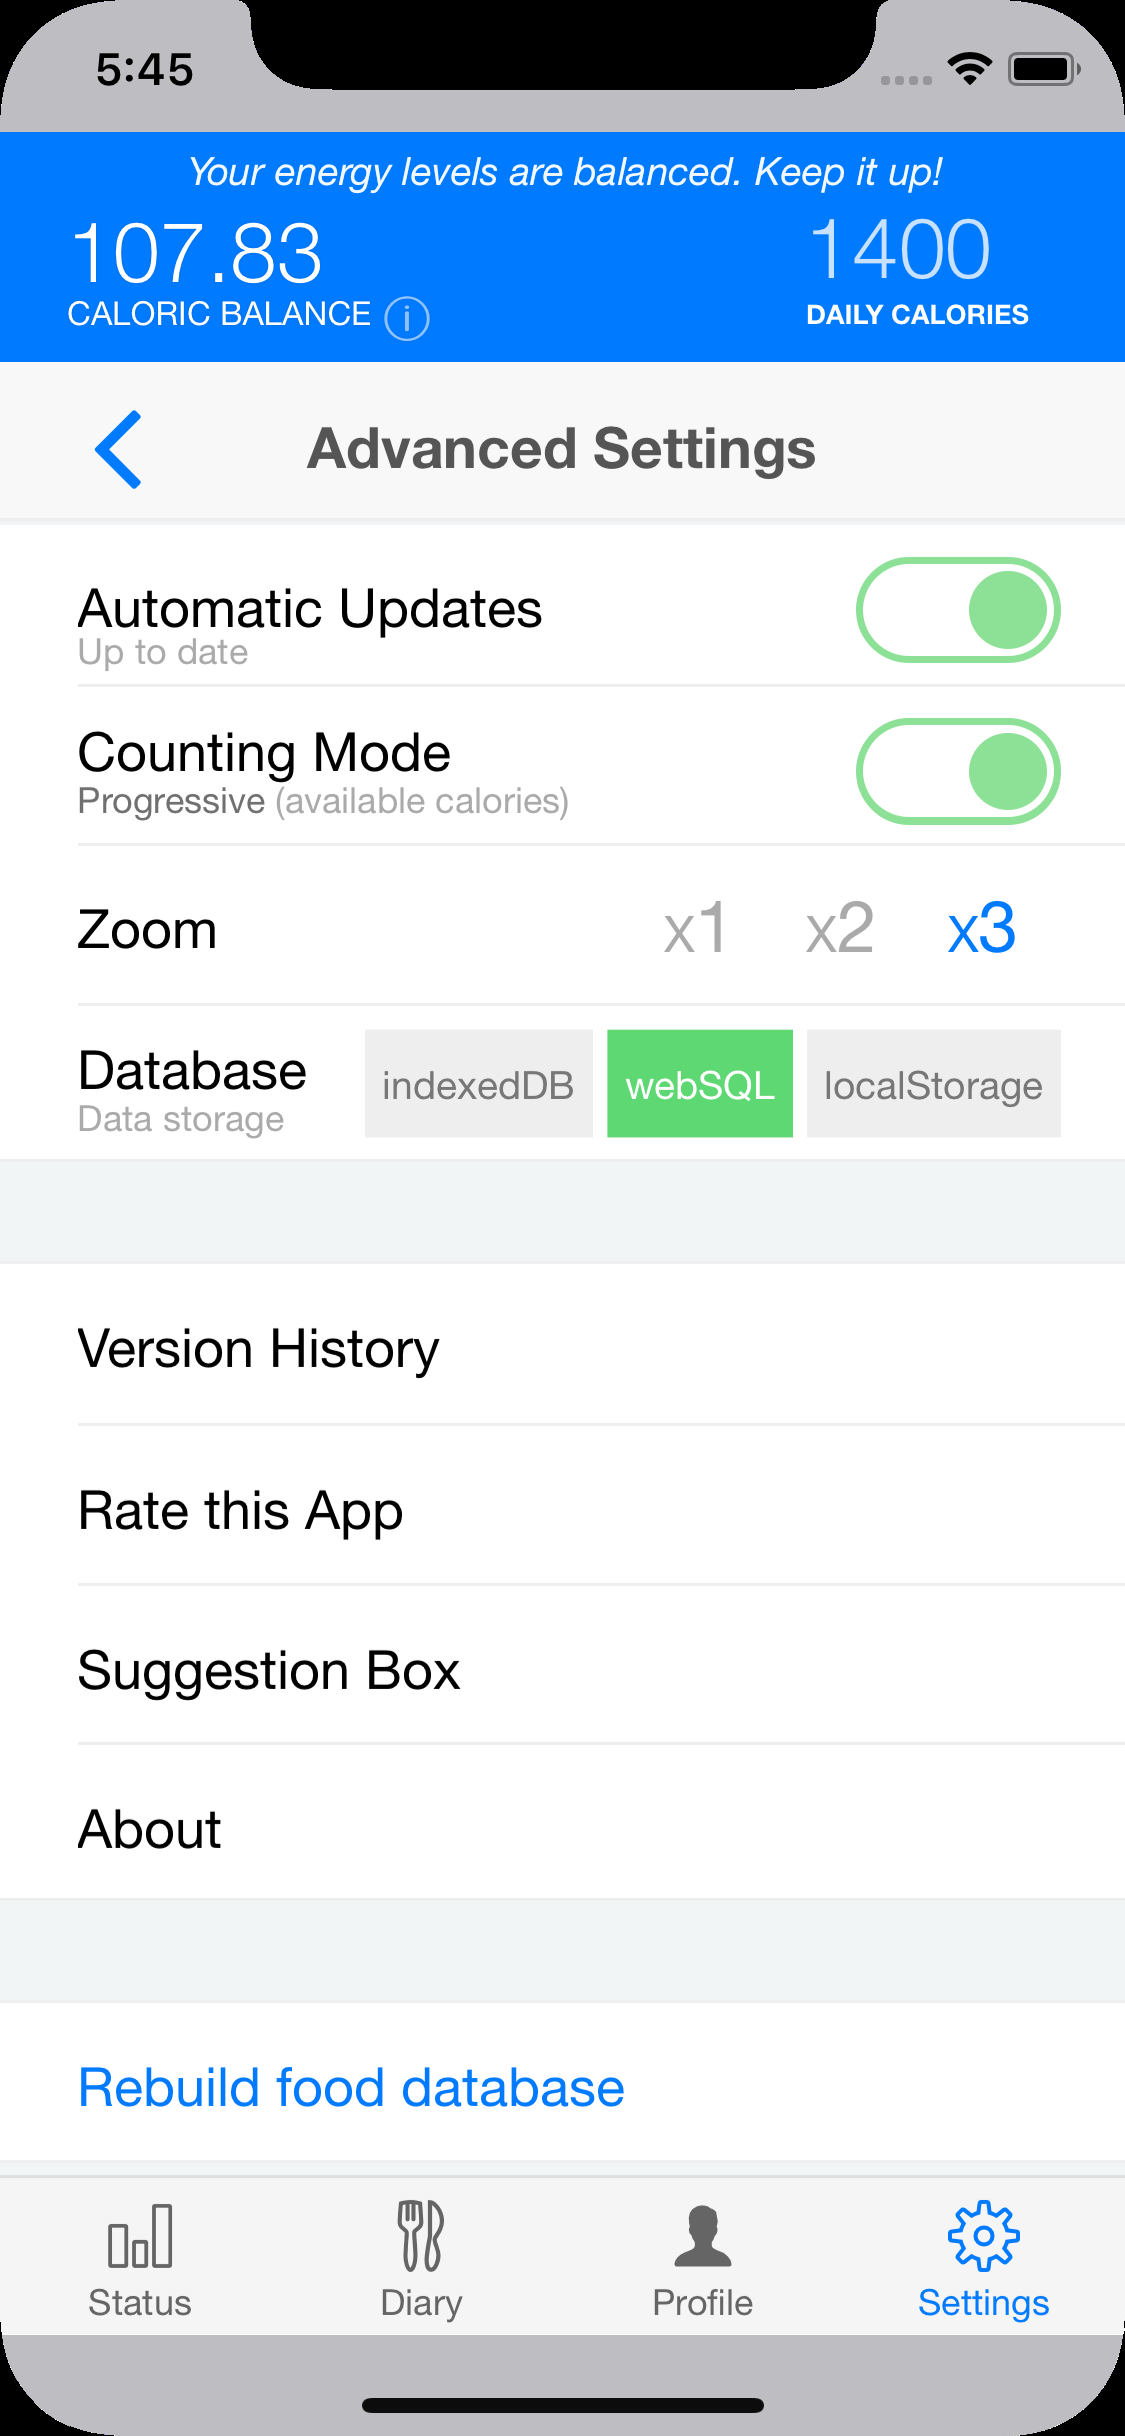 5:45
Your energy levels are balanced. Keep it up!
107.83
1400
CALORIC BALANCE
DAILY CALORIES
Advanced Settings
Automatic Updates
Up to date
Counting Mode
Progressive (available calories)
Zoom x1 x2 x3
Database
Data storage
indexedDB webSQL localStorage
Version History
Rate this App
Suggestion Box
About
Rebuild food database
Status Diary Profile Settings